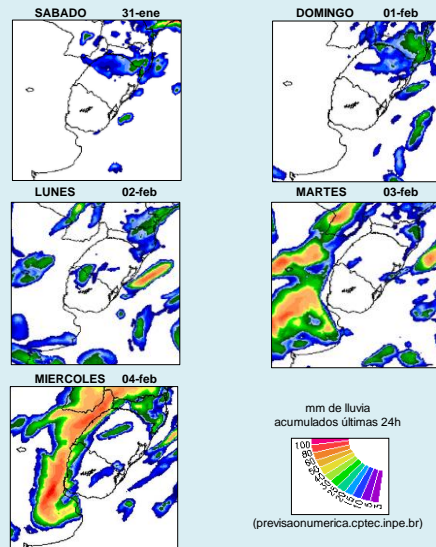 SABADO 31-ene
DOMINGO 01-feb
LUNES 02-feb
MARTES 03-feb
MIERCOLES 04-feb
mm de lluvia
acumulados últimas 24h
100
80
(previsaonumerica.cptec.inpe.br)